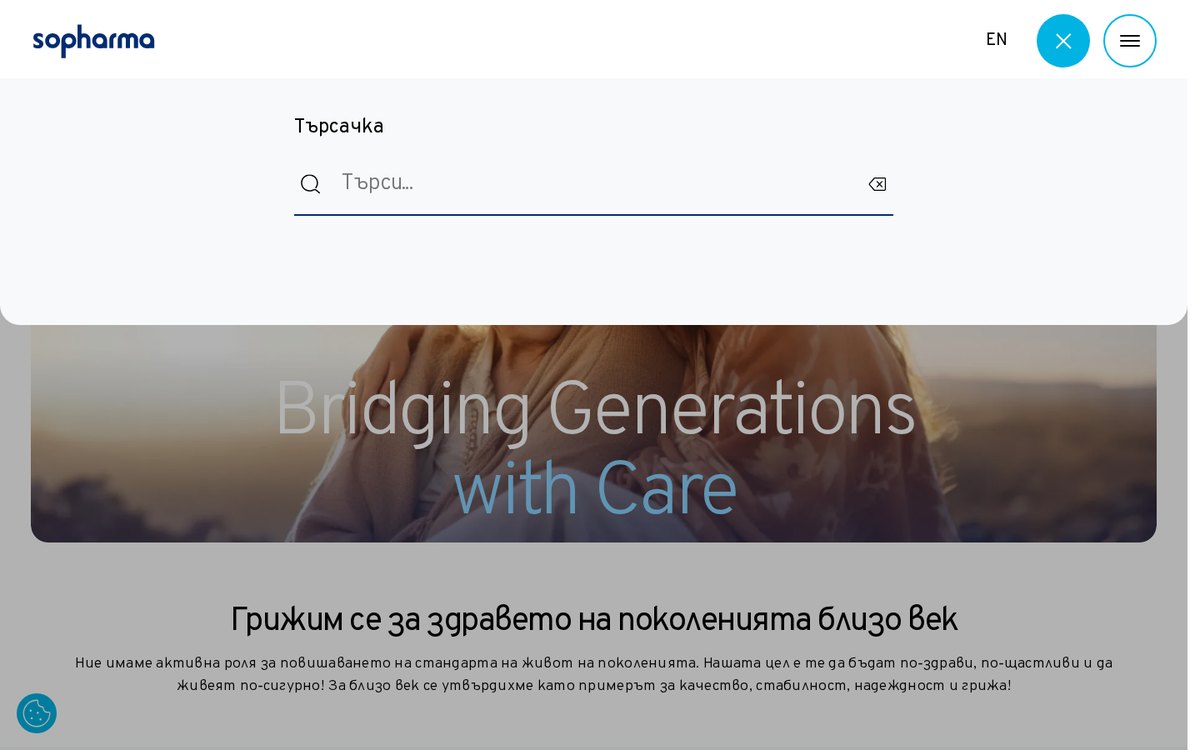 sopharma
EN
Търсачка
Търси...
Bridging Generations
with Care
Грижим се за здравето на поколенията близо век
Ние имаме активна роля за повишаването на стандарта на живот на поколенията. Нашата цел е те да бъдат по-здрави, по-щастливи и да
живеят по-сигурно! За близо век се утвърдихме като примерът за качество, стабилност, надеждност и грижа!